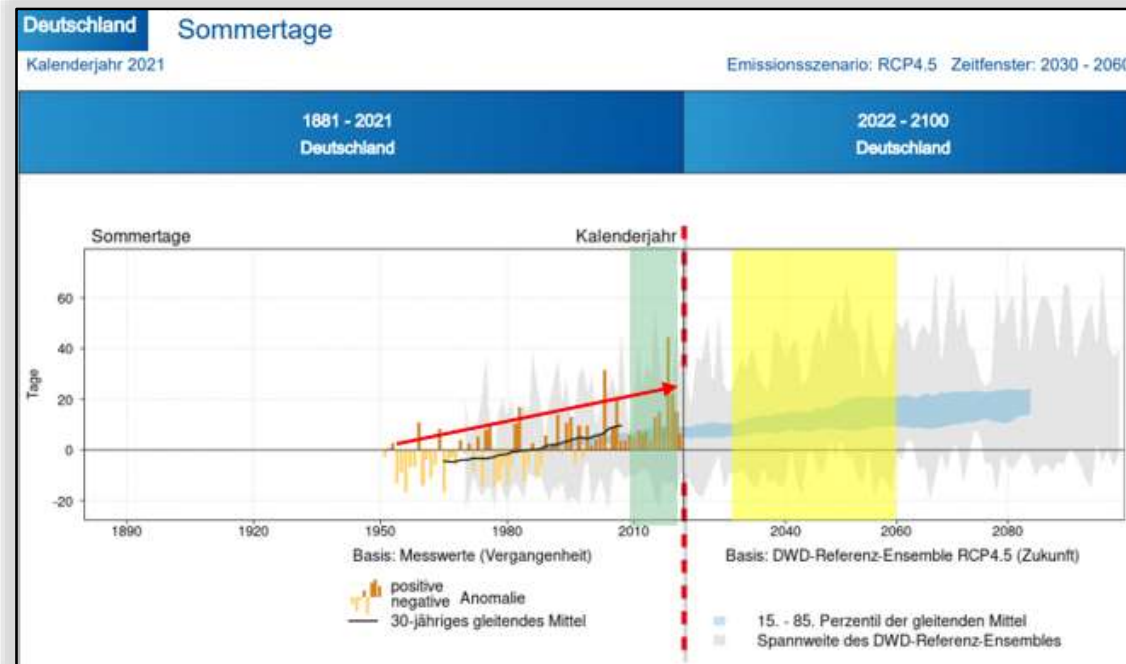 Deutschland Sommertage
Kalenderjahr 2021 Emissionsszenario: RCP4.5 Zeitfenster: 2030 - 2060
1881 - 2021
Deutschland
2022 - 2100
Deutschland
Sommertage Kalenderjahr
Tage
60
40
20
0
-20
1890 1920 1950 1980 2010 2040 2060 2080
Basis: Messwerte (Vergangenheit) Basis: DWD-Referenz-Ensemble RCP4.5 (Zukunft)
positive
negative Anomalie
30-jähriges gleitendes Mittel
15. - 85. Perzentil der gleitenden Mittel
Spannweite des DWD-Referenz-Ensembles